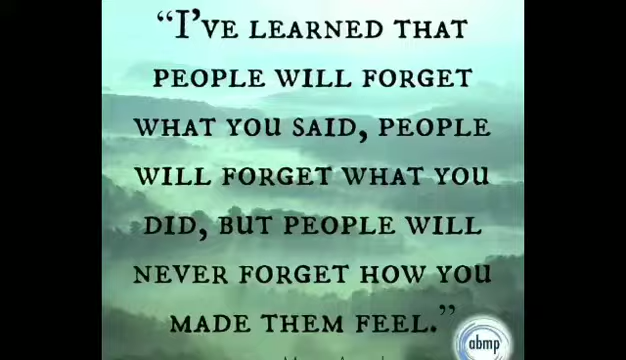 “I’VE LEARNED THAT
PEOPLE WILL FORGET
WHAT YOU SAID, PEOPLE
WILL FORGET WHAT YOU
DID, BUT PEOPLE WILL
NEVER FORGET HOW YOU
MADE THEM FEEL.”
abmp